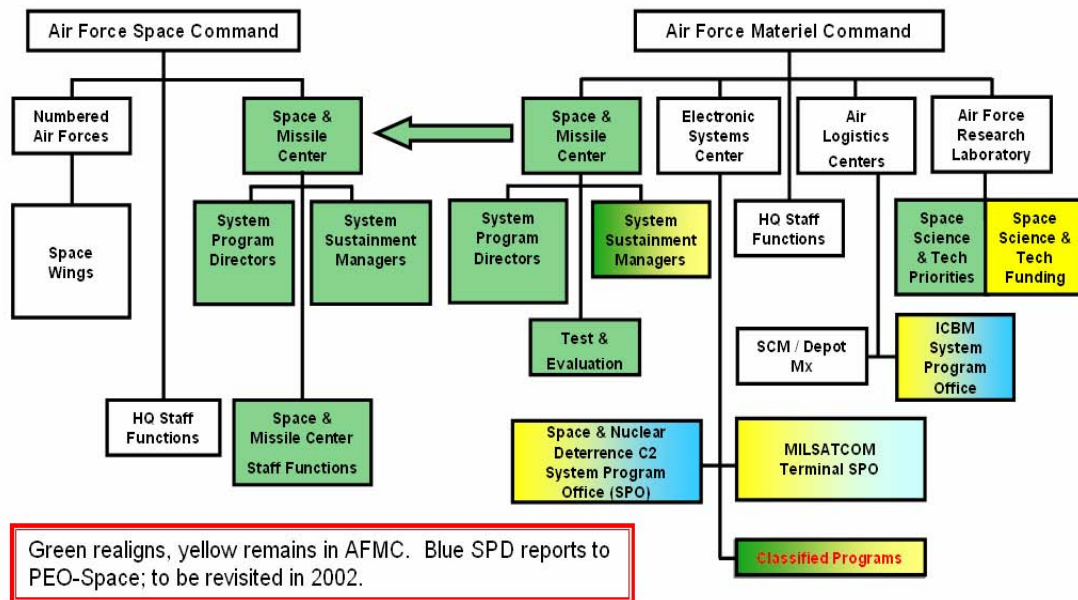 Air Force Space Command
Air Force Materiel Command
Numbered
Air Forces
Space &
Missile
Center
Space &
Missile
Center
Electronic
Systems
Center
Air
Logistics
Centers
Air Force
Research
Laboratory
Space
Wings
System
Program
Directors
System
Sustainment
Managers
System
Program
Directors
System
Sustainment
Managers
HQ Staff
Functions
Space
Science
& Tech
Priorities
Space
Science &
Tech
Funding
Test &
Evaluation
SCM / Depot
Mx
ICBM
System
Program
Office
HQ Staff
Functions
Space &
Missile Center
Staff Functions
Space & Nuclear
Deterrence C2
System Program
Office (SPO)
MILSATCOM
Terminal SPO
Classified Programs
Green realigns, yellow remains in AFMC. Blue SPD reports to
PEO-Space; to be revisited in 2002.